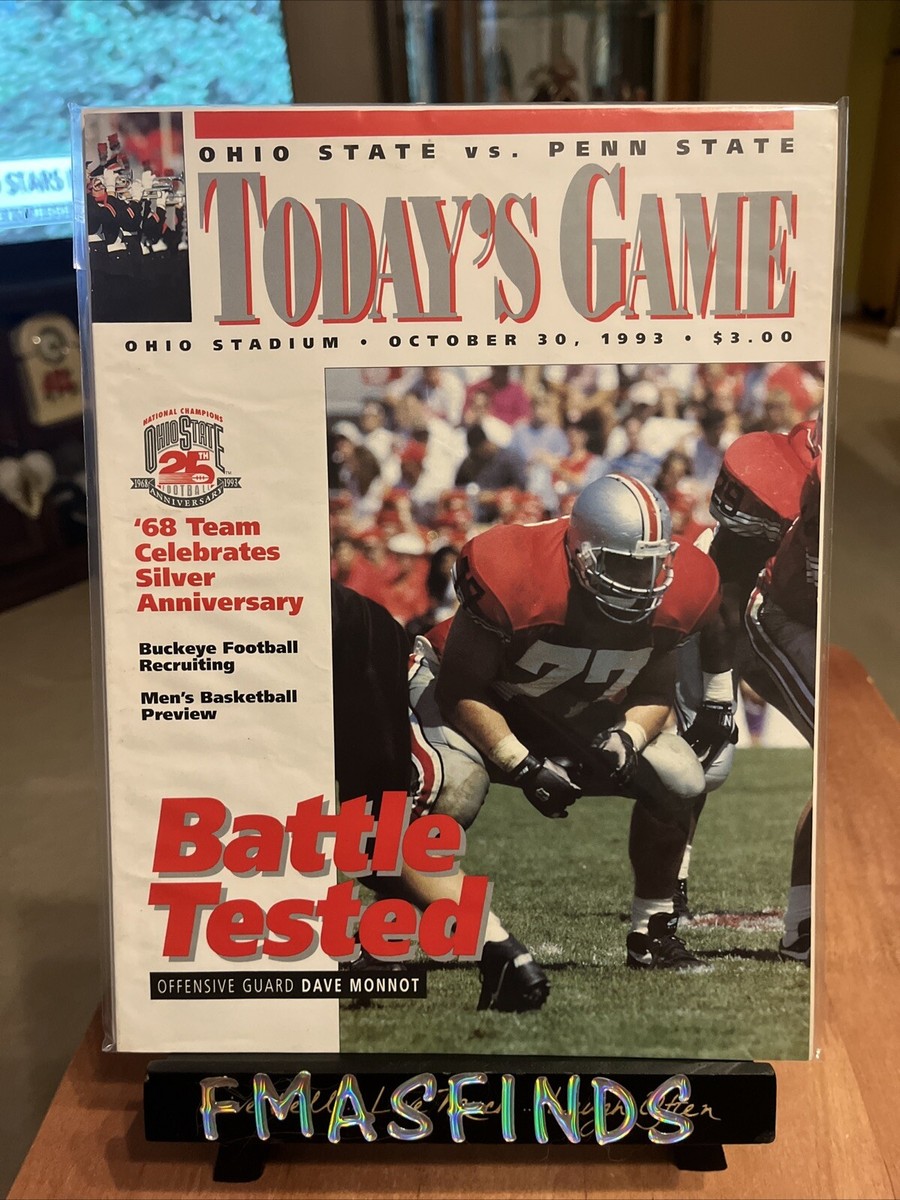 OHIO STATE vs. PENN STATE
TODAY'S GAME
OHIO STADIUM • OCTOBER 30, 1993 • $3.00
NATIONAL CHAMPIONS
OHIO STATE
25TH
1968 FOOTBALL 1993
ANNIVERSARY
'68 Team
Celebrates
Silver
Anniversary
Buckeye Football
Recruiting
Men's Basketball
Preview
77
Battle
Tested
OFFENSIVE GUARD DAVE MONNOT
FMASFINDS